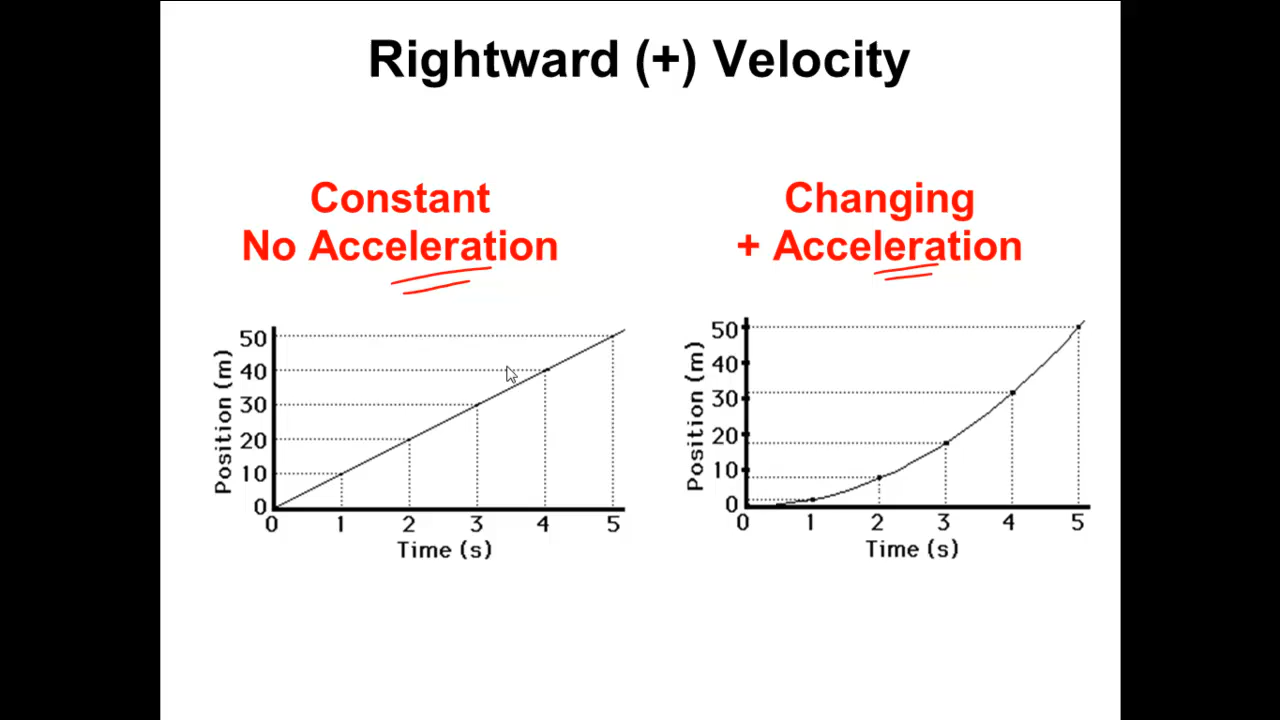 Rightward (+) Velocity
Constant
No Acceleration
50
40
30
20
10
0
Position (m)
0 1 2 3 4 5
Time (s)
Changing
+ Acceleration
50
40
30
20
10
0
Position (m)
0 1 2 3 4 5
Time (s)